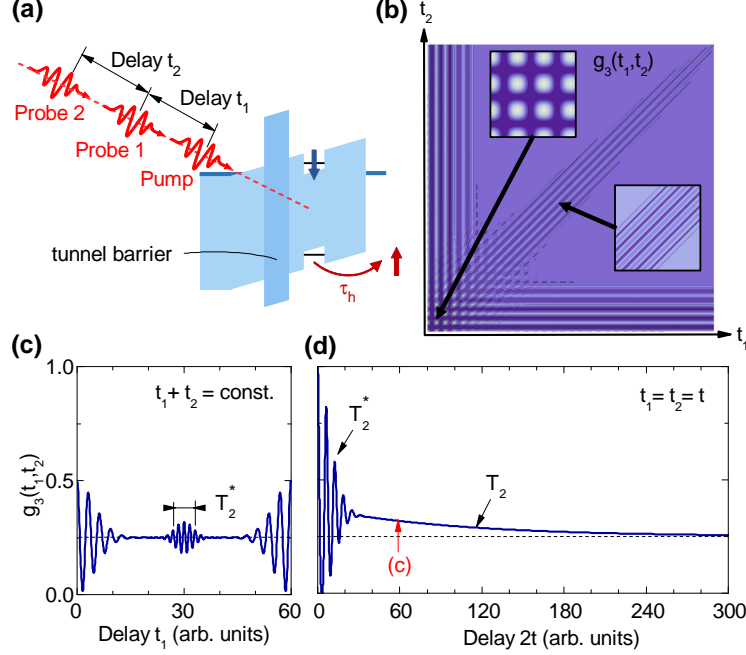 (a)
Delay t₂
Delay t₁
Probe 2
Probe 1
Pump
tunnel barrier
τₕ
(b)
t₂
g₃(t₁,t₂)
t₁
(c)
t₁+ t₂ = const.
T₂*
1.0
0.5
0.0
g₃(t₁,t₂)
0
30
60
Delay t₁ (arb. units)
(d)
t₁= t₂= t
T₂*
T₂
(c)
0
60
120
180
240
300
Delay 2t (arb. units)